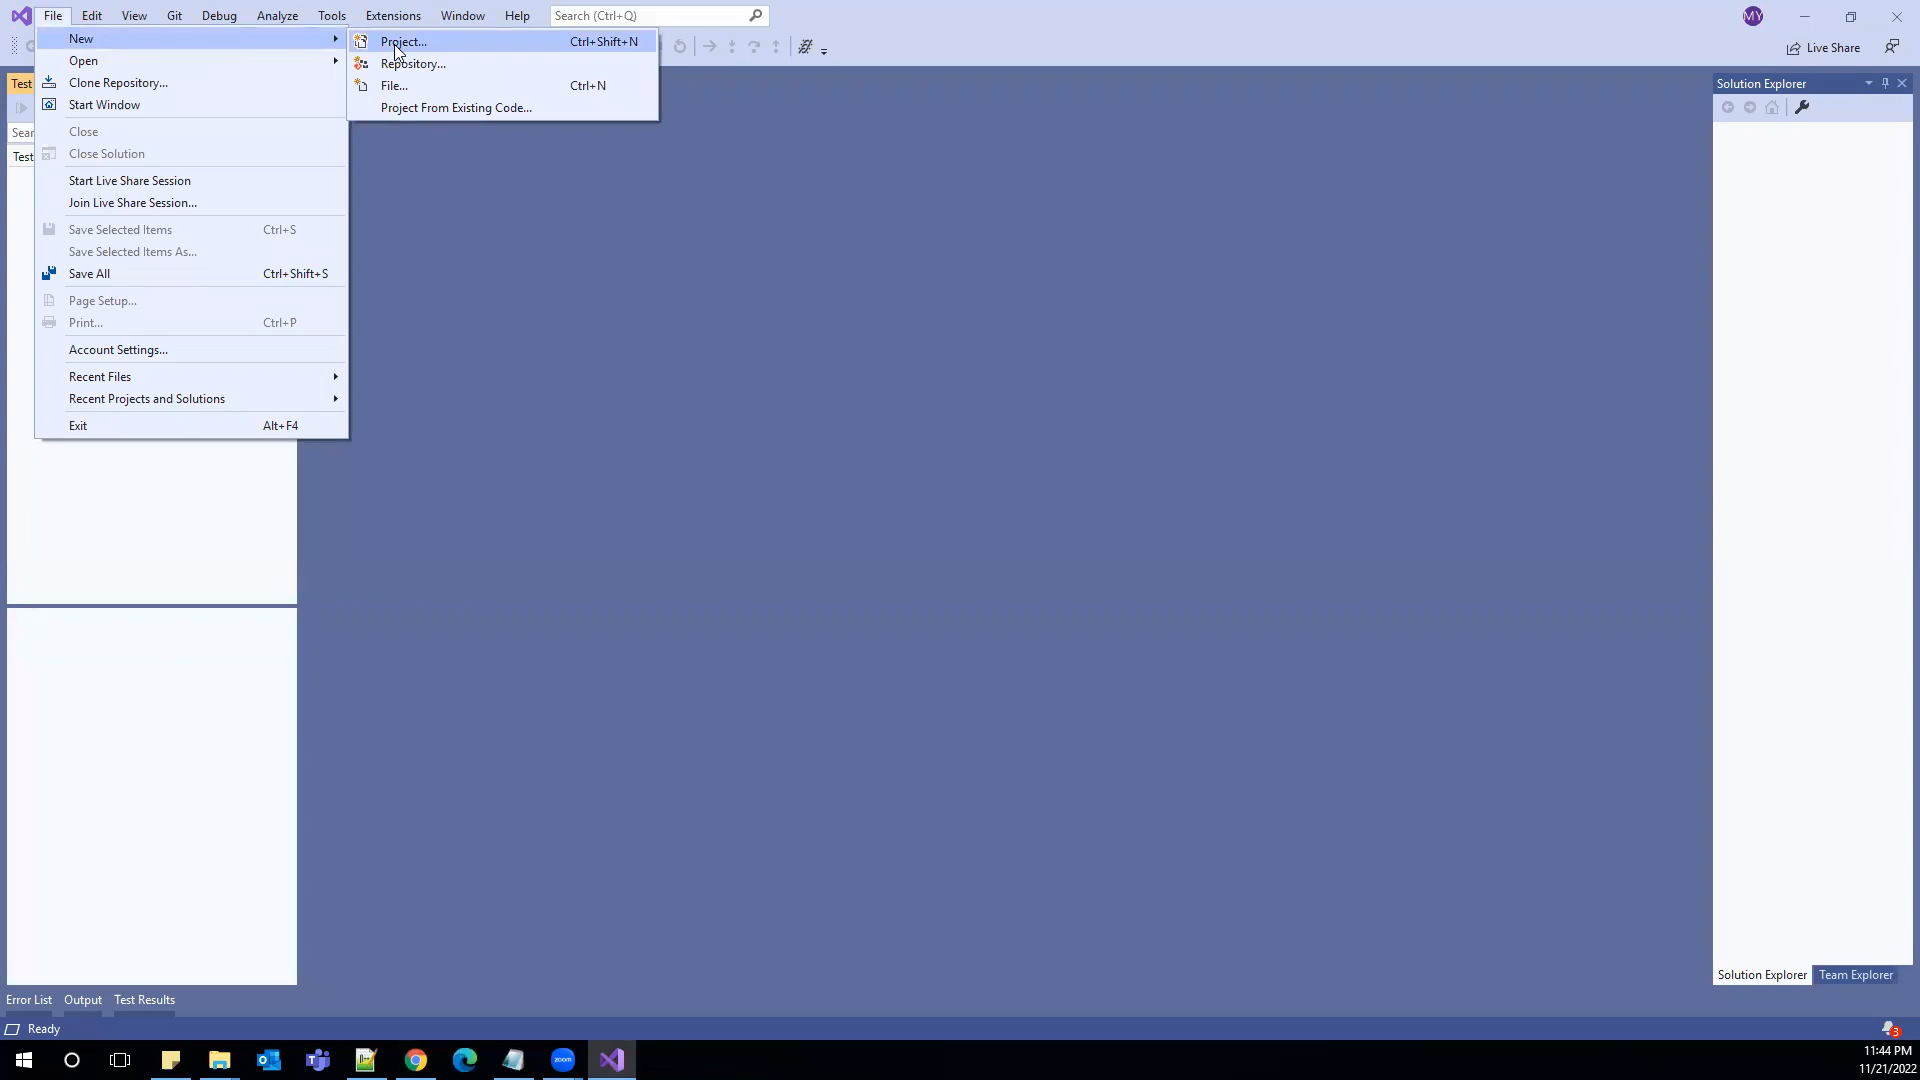 File Edit View Git Debug Analyze Tools Extensions Window Help Search (Ctrl+Q) MY
New
Project... Ctrl+Shift+N
Live Share
Open
Repository...
Clone Repository...
File... Ctrl+N
Test
Solution Explorer
Start Window
Project From Existing Code...
Close
Sear
Close Solution
Test
Start Live Share Session
Join Live Share Session...
Save Selected Items Ctrl+S
Save Selected Items As...
Save All Ctrl+Shift+S
Page Setup...
Print... Ctrl+P
Account Settings...
Recent Files
Recent Projects and Solutions
Exit Alt+F4
Solution Explorer Team Explorer
Error List Output Test Results
Ready
3
zoom
11:44 PM
11/21/2022